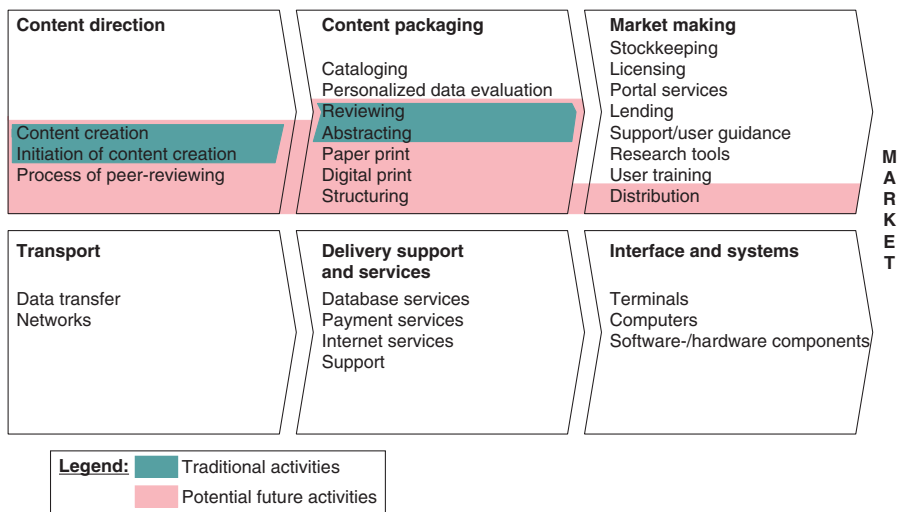 Content direction
Content creation
Initiation of content creation
Process of peer-reviewing
Content packaging
Cataloging
Personalized data evaluation
Reviewing
Abstracting
Paper print
Digital print
Structuring
Market making
Stockkeeping
Licensing
Portal services
Lending
Support/user guidance
Research tools
User training
Distribution
MARKET
Transport
Data transfer
Networks
Delivery support
and services
Database services
Payment services
Internet services
Support
Interface and systems
Terminals
Computers
Software-/hardware components
Legend:
Traditional activities
Potential future activities